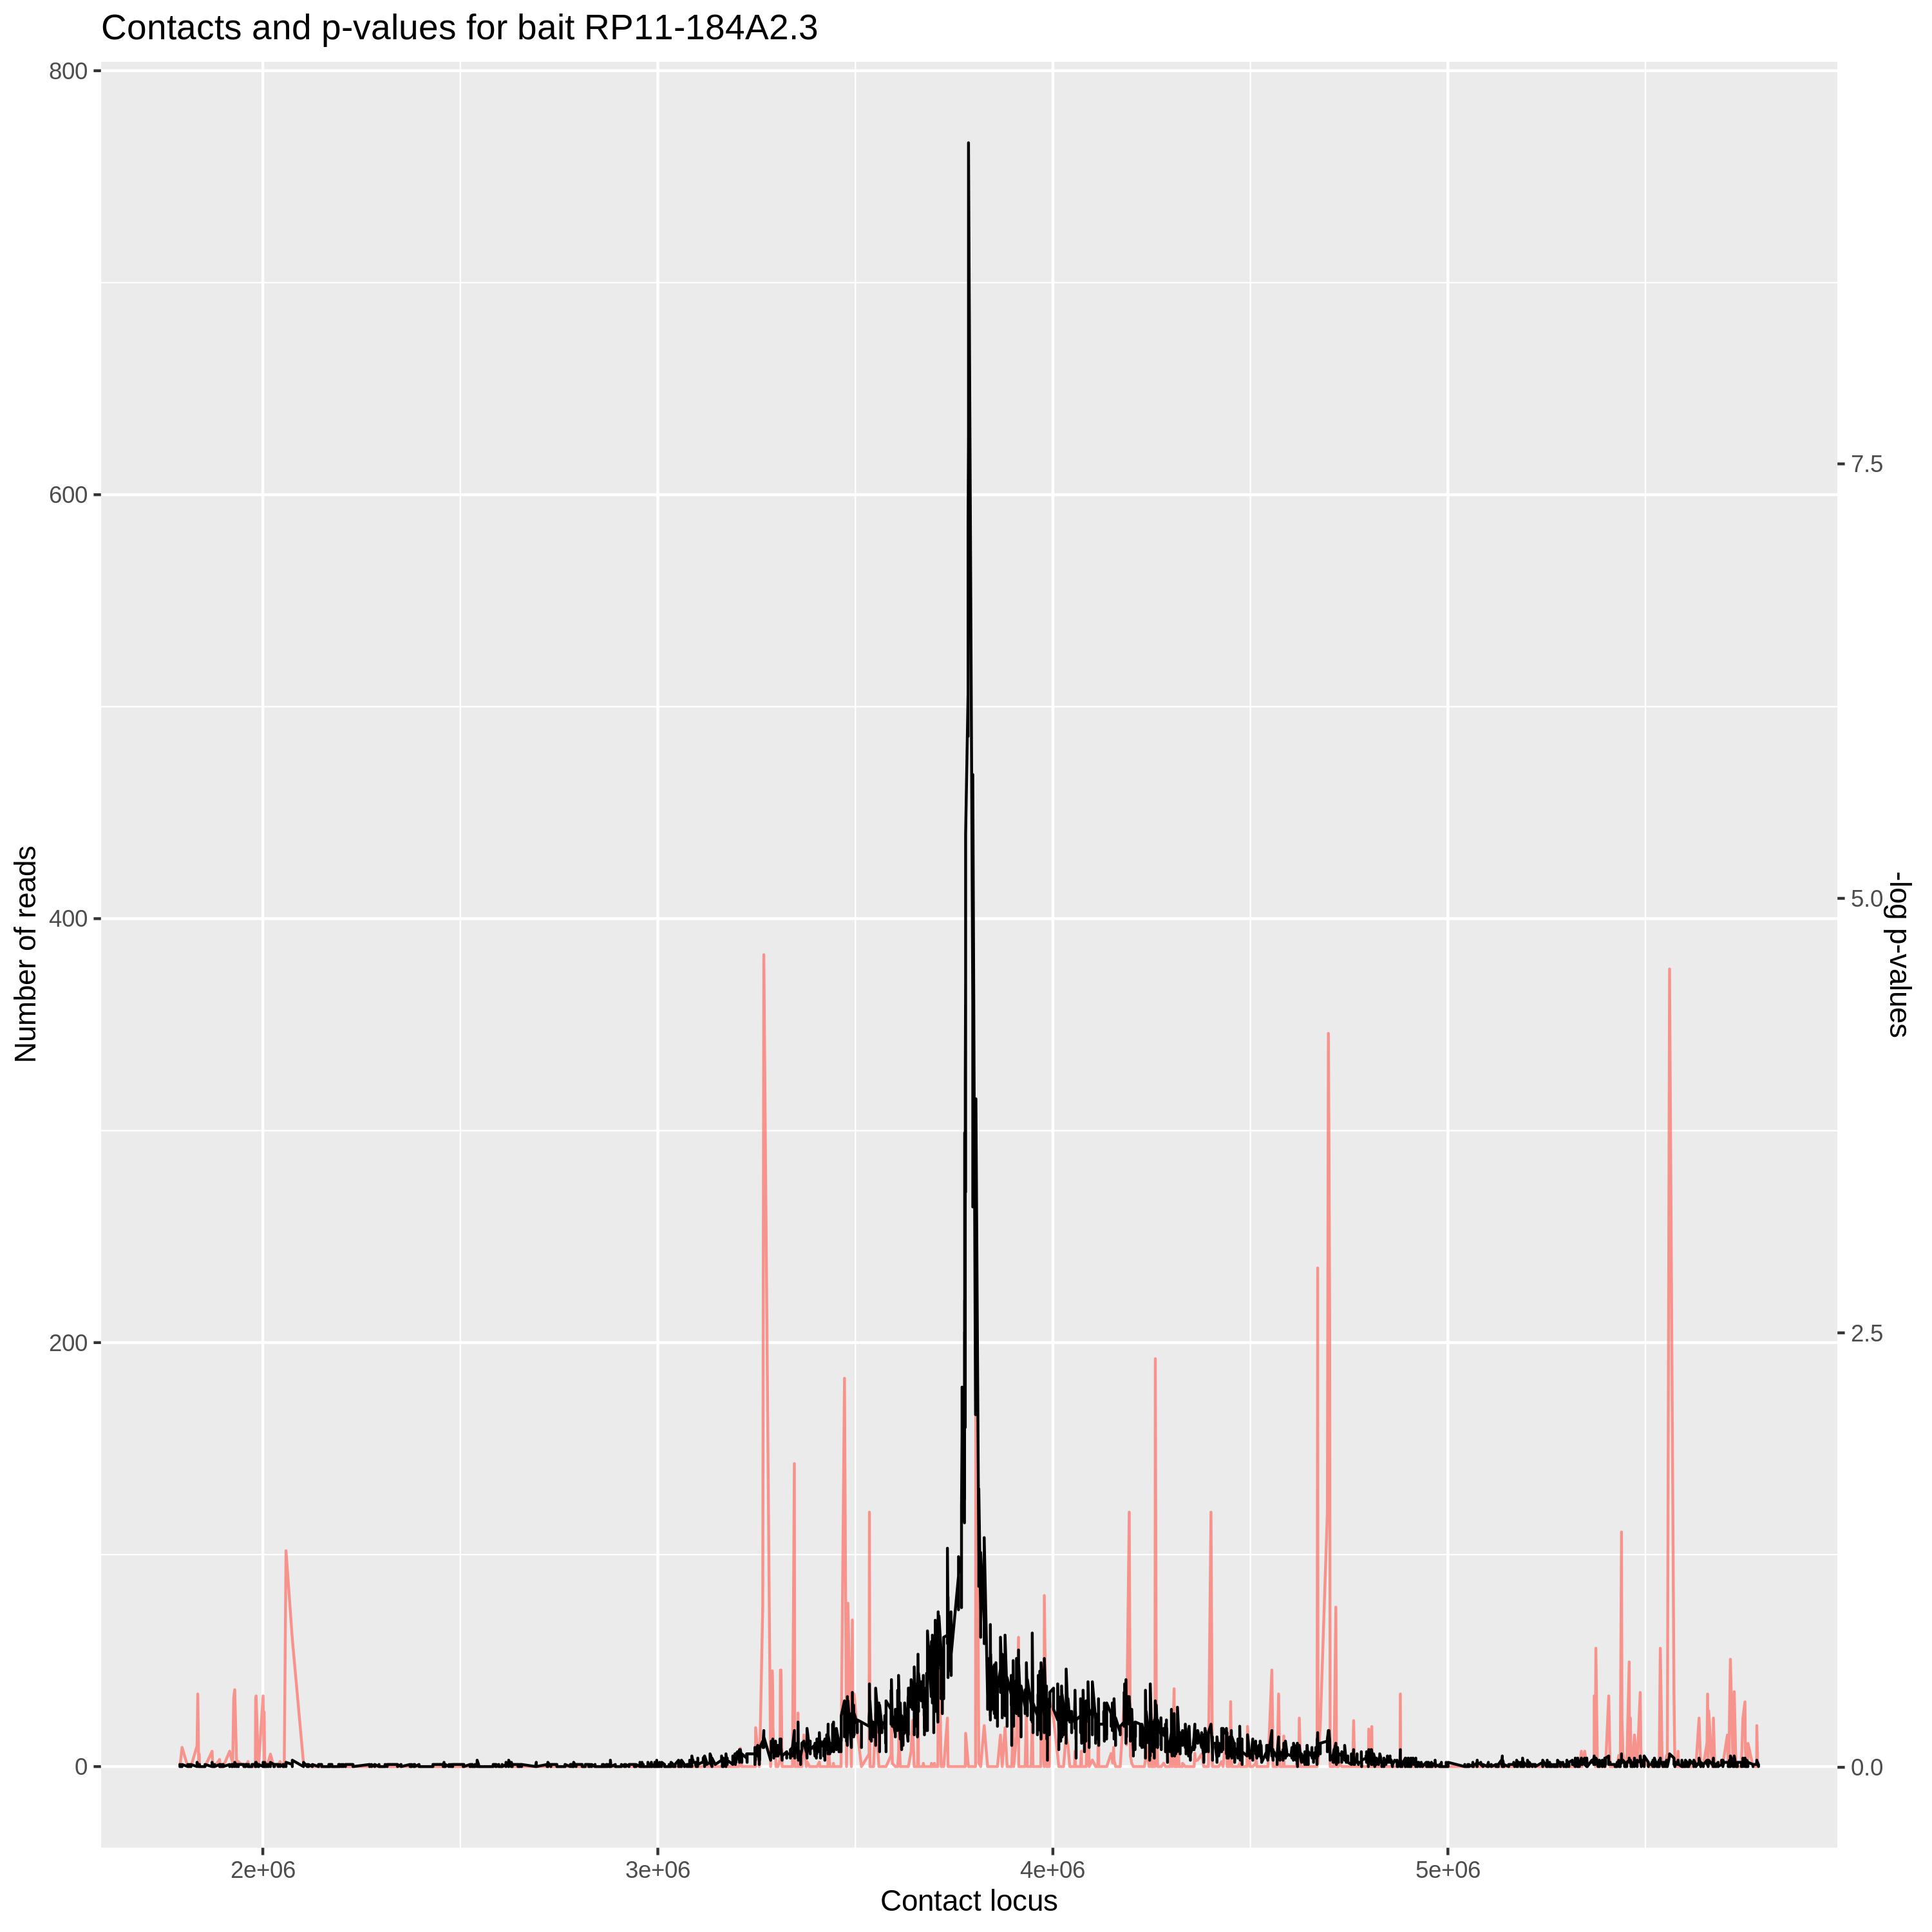 Contacts and p-values for bait RP11-184A2.3
800
600
400
200
0
Number of reads
7.5
5.0
2.5
0.0
-log p-values
2e+06
3e+06
4e+06
5e+06
Contact locus